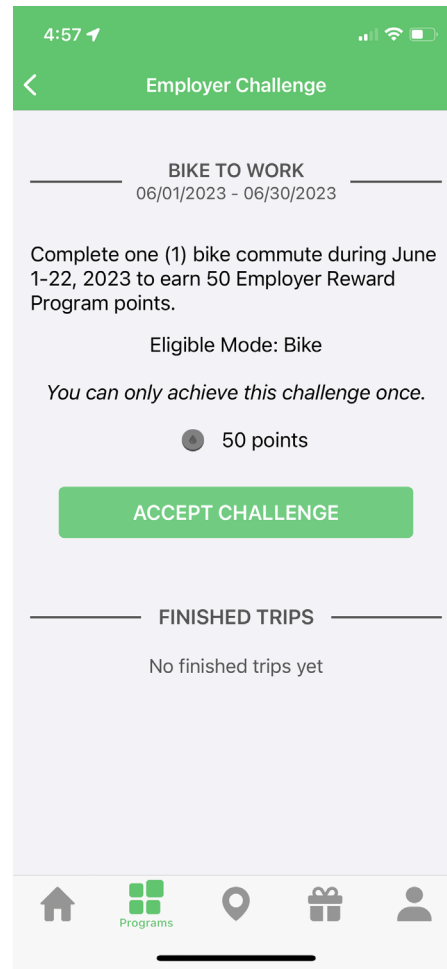 4:57
Employer Challenge
BIKE TO WORK
06/01/2023 - 06/30/2023
Complete one (1) bike commute during June
1-22, 2023 to earn 50 Employer Reward
Program points.
Eligible Mode: Bike
You can only achieve this challenge once.
50 points
ACCEPT CHALLENGE
FINISHED TRIPS
No finished trips yet
Programs